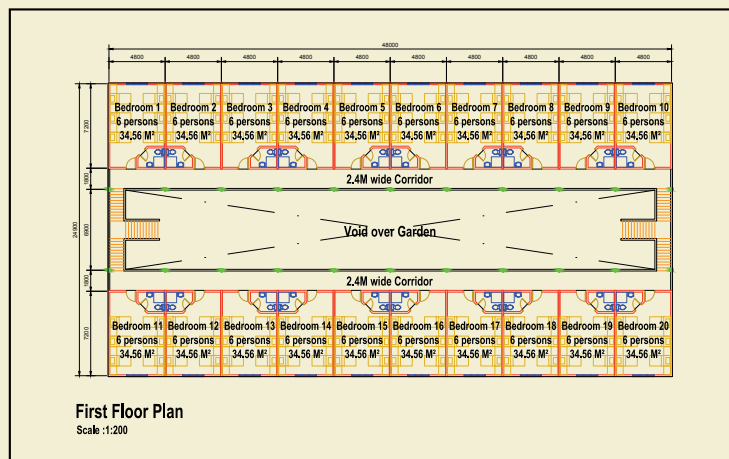 48000
4800 4800 4800 4800 4800 4800 4800 4800 4800 4800
Bedroom 1 Bedroom 2 Bedroom 3 Bedroom 4 Bedroom 5 Bedroom 6 Bedroom 7 Bedroom 8 Bedroom 9 Bedroom 10
6 persons 6 persons 6 persons 6 persons 6 persons 6 persons 6 persons 6 persons 6 persons 6 persons
34,56 M² 34,56 M² 34,56 M² 34,56 M² 34,56 M² 34,56 M² 34,56 M² 34,56 M² 34,56 M² 34,56 M²
7200
1800
2.4M wide Corridor
24900
6900
Void over Garden
1800
2.4M wide Corridor
7200
Bedroom 11 Bedroom 12 Bedroom 13 Bedroom 14 Bedroom 15 Bedroom 16 Bedroom 17 Bedroom 18 Bedroom 19 Bedroom 20
6 persons 6 persons 6 persons 6 persons 6 persons 6 persons 6 persons 6 persons 6 persons 6 persons
34,56 M² 34,56 M² 34,56 M² 34,56 M² 34,56 M² 34,56 M² 34,56 M² 34,56 M² 34,56 M² 34,56 M²
First Floor Plan
Scale :1:200